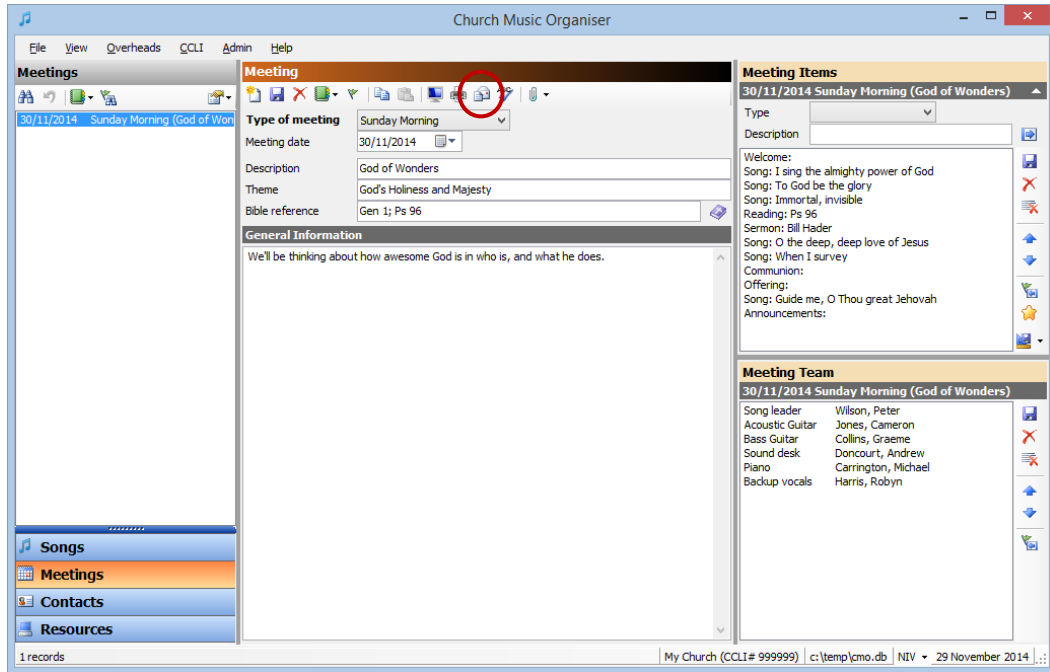 Church Music Organiser
File View Overheads CCLI Admin Help
Meetings
30/11/2014 Sunday Morning (God of Won
Songs
Meetings
Contacts
Resources
Meeting
Type of meeting Sunday Morning
Meeting date 30/11/2014
Description God of Wonders
Theme God's Holiness and Majesty
Bible reference Gen 1; Ps 96
General Information
We'll be thinking about how awesome God is in who is, and what he does.
Meeting Items
30/11/2014 Sunday Morning (God of Wonders)
Type
Description
Welcome:
Song: I sing the almighty power of God
Song: To God be the glory
Song: Immortal, invisible
Reading: Ps 96
Sermon: Bill Hader
Song: O the deep, deep love of Jesus
Song: When I survey
Communion:
Offering:
Song: Guide me, O Thou great Jehovah
Announcements:
Meeting Team
30/11/2014 Sunday Morning (God of Wonders)
Song leader Wilson, Peter
Acoustic Guitar Jones, Cameron
Bass Guitar Collins, Graeme
Sound desk Doncourt, Andrew
Piano Carrington, Michael
Backup vocals Harris, Robyn
1 records My Church (CCLI# 999999) c:\temp\cmo.db NIV 29 November 2014